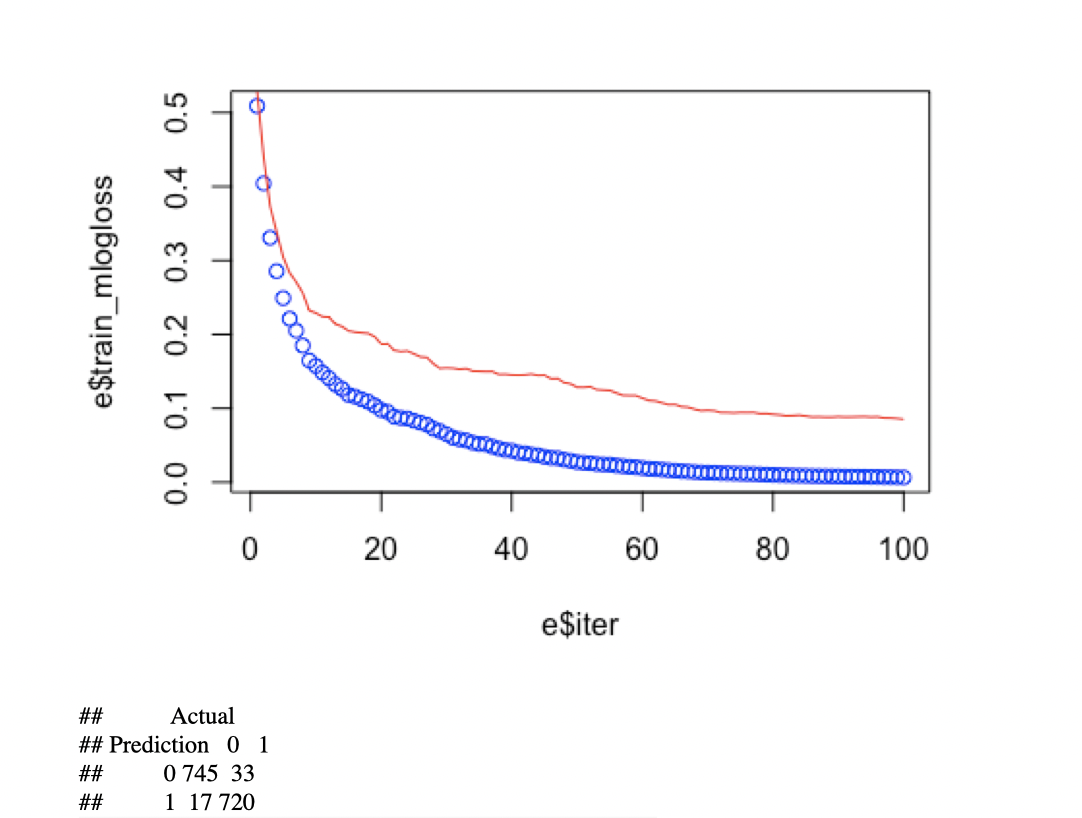 0.5
0.4
0.3
0.2
0.1
0.0
e$train_mlogloss
0 20 40 60 80 100
e$iter
## Actual
## Prediction 0 1
## 0 745 33
## 1 17 720